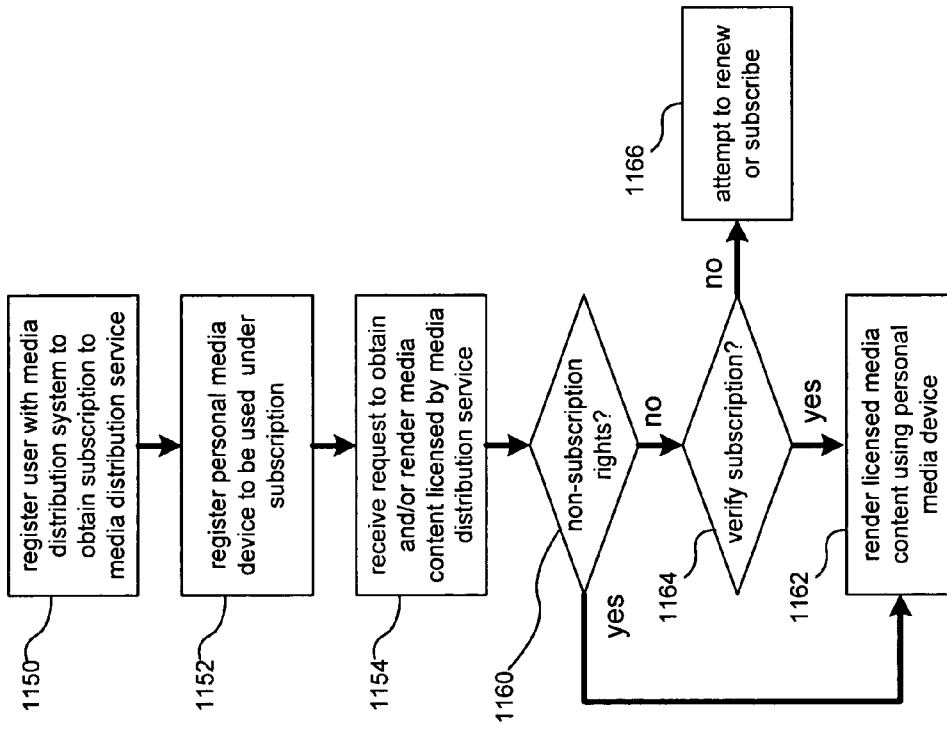 1150
register user with media
distribution system to
obtain subscription to
media distribution service
1152
register personal media
device to be used under
subscription
1154
receive request to obtain
and/or render media
content licensed by media
distribution service
1160
non-subscription
rights?
yes
no
1164
verify subscription?
no
1166
attempt to renew
or subscribe
yes
1162
render licensed media
content using personal
media device